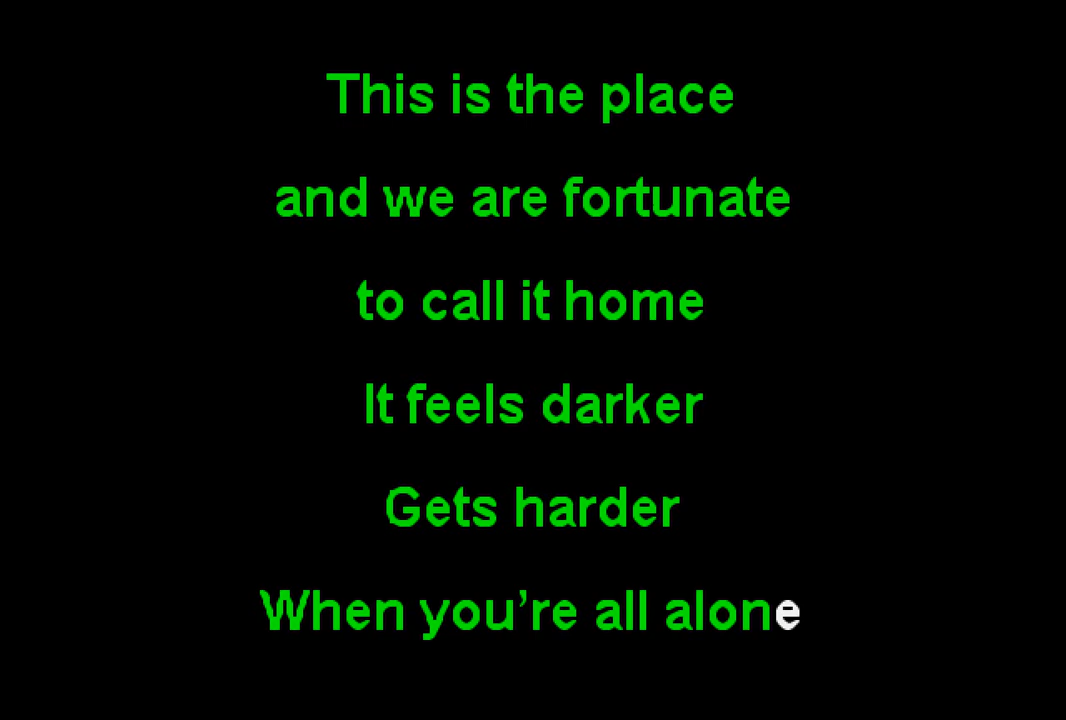 This is the place
and we are fortunate
to call it home
It feels darker
Gets harder
When you’re all alone